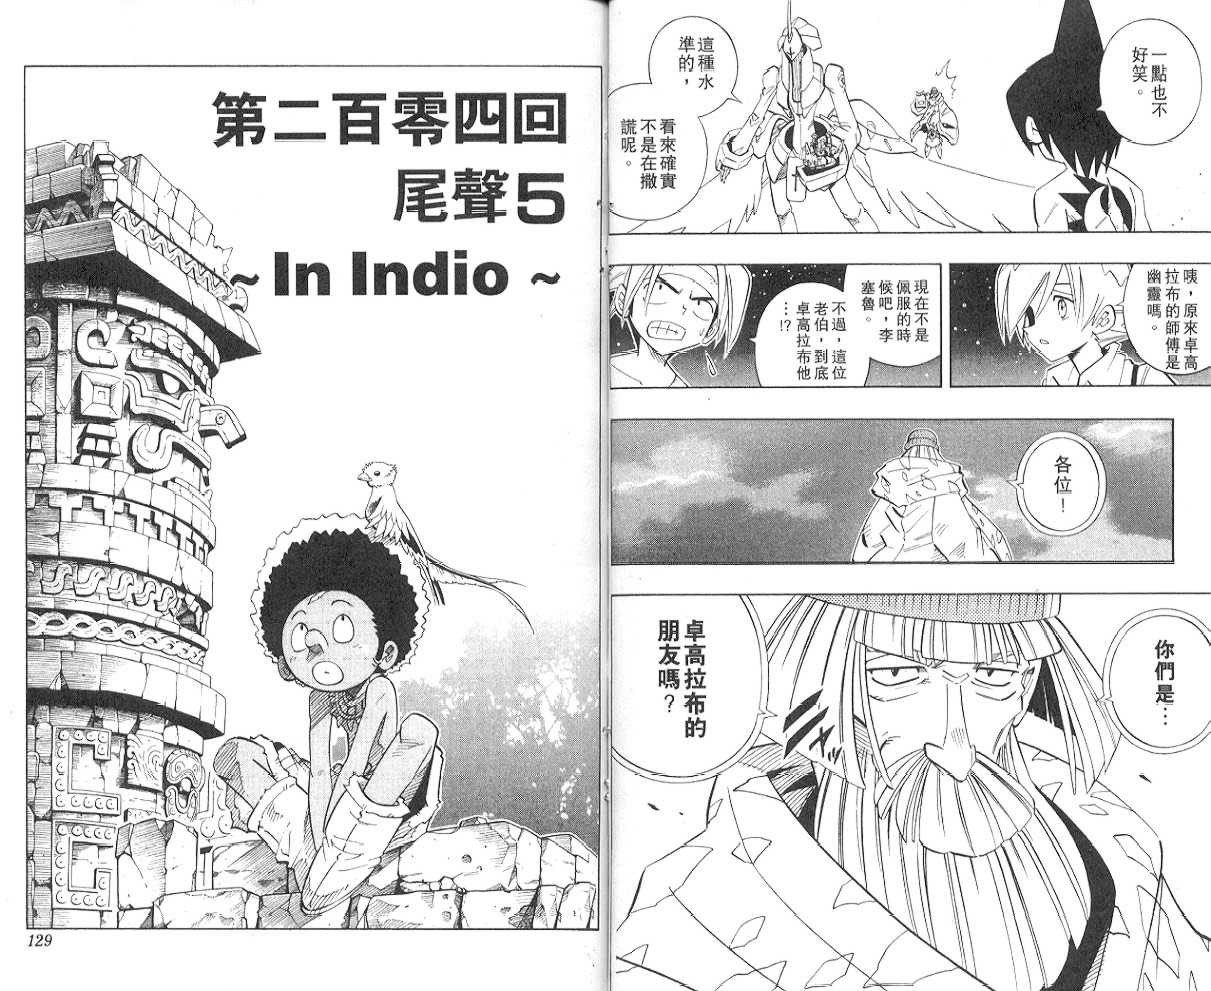 一點也不
好笑。
這種水
準的，
看來確實
不是在撒
謊呢。
咦，原來卓高
拉布的師傅是
幽靈嗎。
現在不是
佩服的時
候吧，李
塞魯。
不過，這位
老伯，到底
卓高拉布他
…!?
各位！
你們是…
卓高拉布的
朋友嗎？
第二百零四回
尾聲5
~ In Indio ~
129